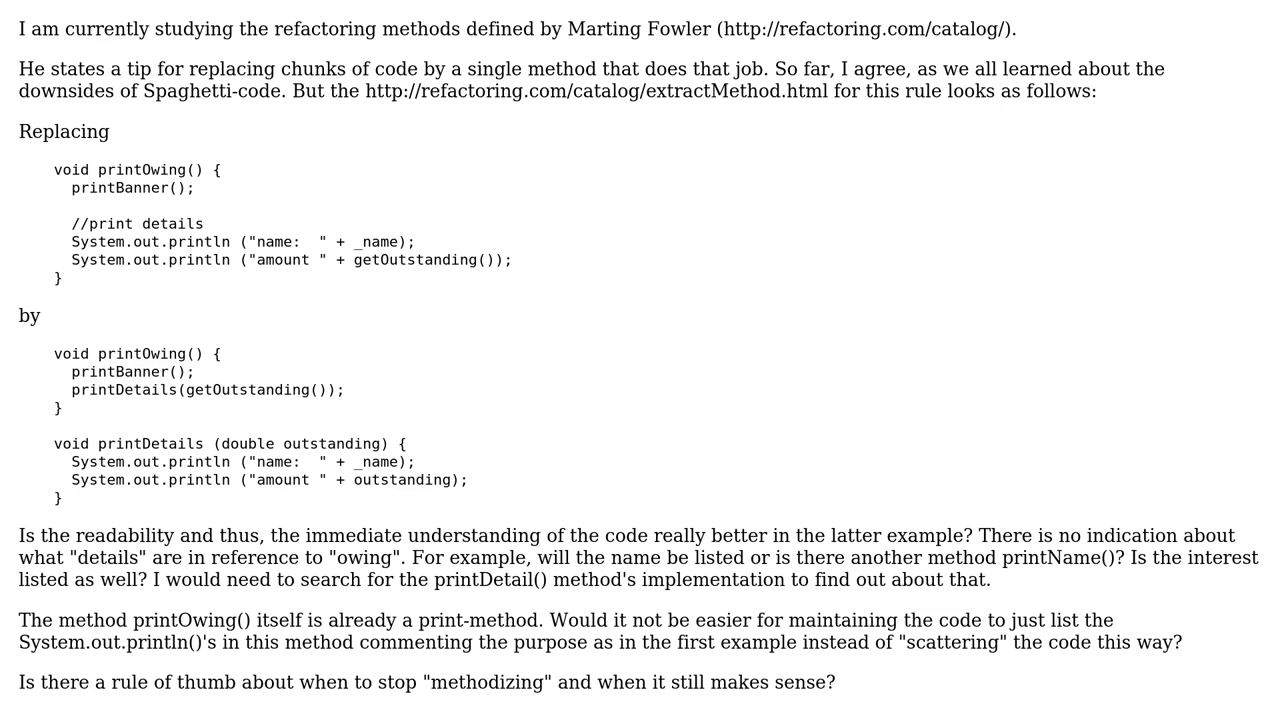 I am currently studying the refactoring methods defined by Marting Fowler (http://refactoring.com/catalog/).
He states a tip for replacing chunks of code by a single method that does that job. So far, I agree, as we all learned about the
downsides of Spaghetti-code. But the http://refactoring.com/catalog/extractMethod.html for this rule looks as follows:
Replacing
void printOwing() {
  printBanner();

  //print details
  System.out.println ("name:  " + _name);
  System.out.println ("amount " + getOutstanding());
}
by
void printOwing() {
  printBanner();
  printDetails(getOutstanding());
}

void printDetails (double outstanding) {
  System.out.println ("name:  " + _name);
  System.out.println ("amount " + outstanding);
}
Is the readability and thus, the immediate understanding of the code really better in the latter example? There is no indication about
what "details" are in reference to "owing". For example, will the name be listed or is there another method printName()? Is the interest
listed as well? I would need to search for the printDetail() method's implementation to find out about that.
The method printOwing() itself is already a print-method. Would it not be easier for maintaining the code to just list the
System.out.println()'s in this method commenting the purpose as in the first example instead of "scattering" the code this way?
Is there a rule of thumb about when to stop "methodizing" and when it still makes sense?